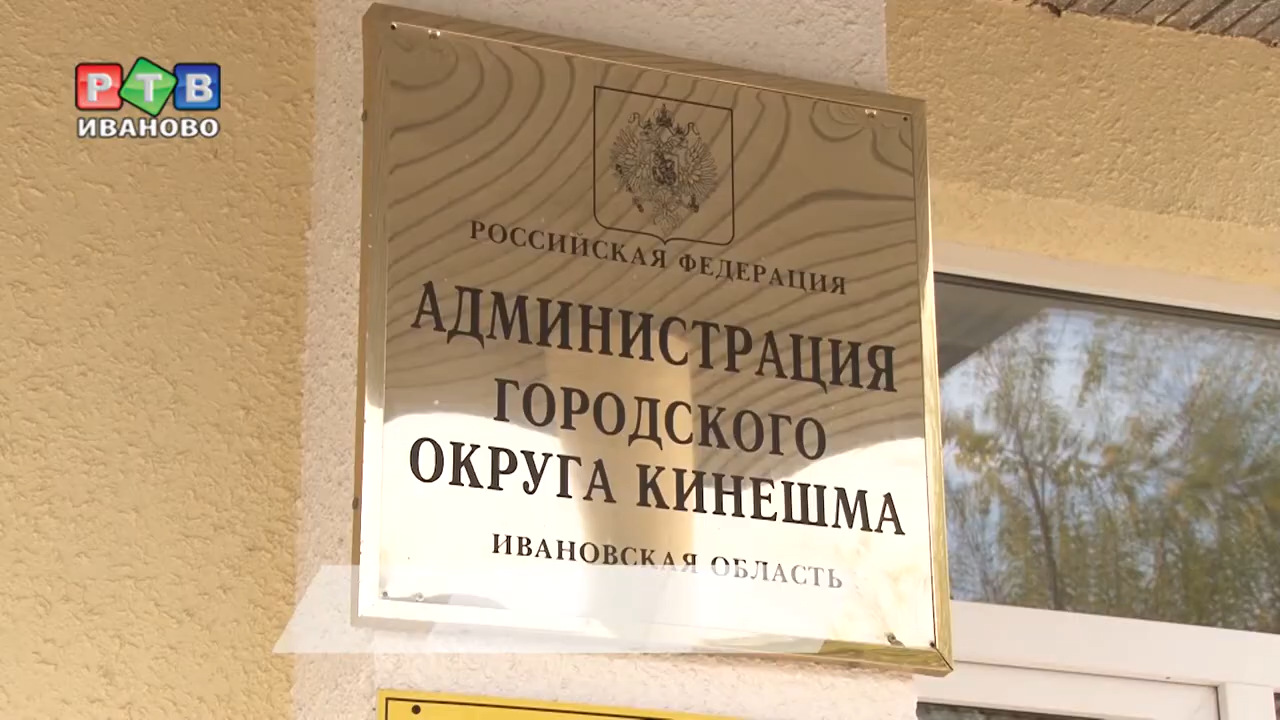 РТВ
ИВАНОВО
РОССИЙСКАЯ ФЕДЕРАЦИЯ
АДМИНИСТРАЦИЯ
ГОРОДСКОГО
ОКРУГА КИНЕШМА
ИВАНОВСКАЯ ОБЛАСТЬ